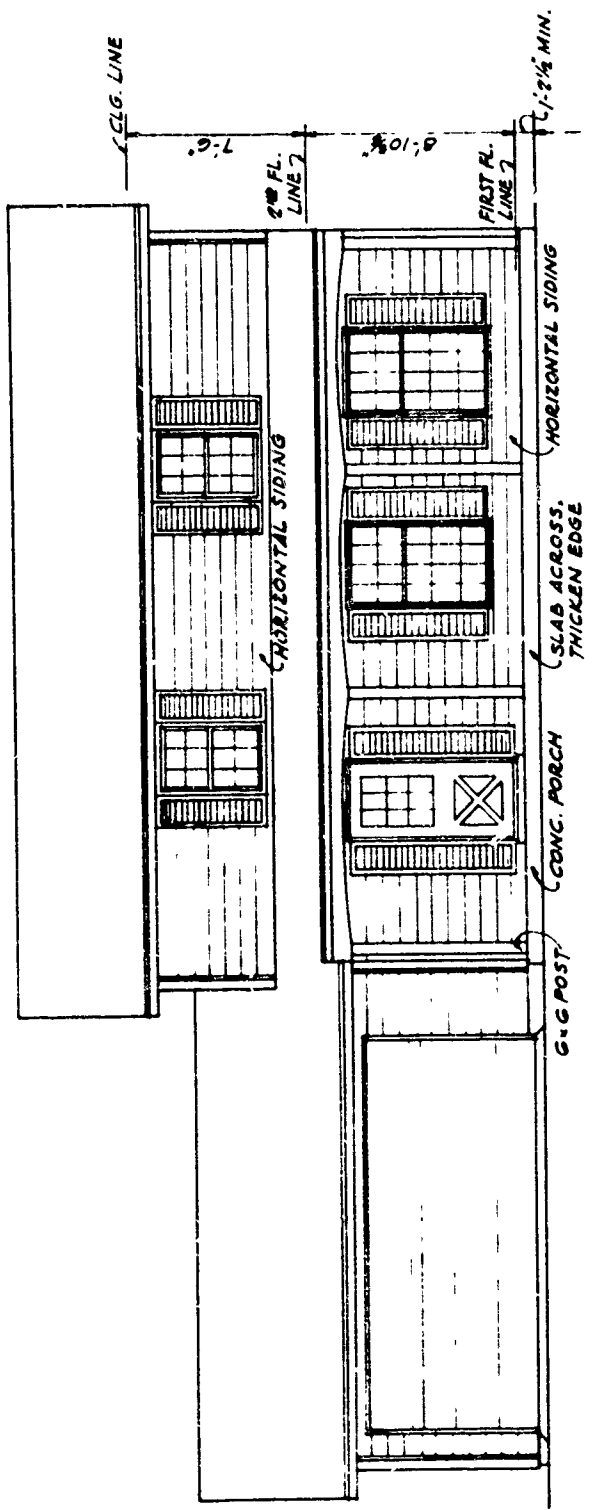 CLG. LINE
7'-6"
2ND FL.
LINE
8'-10⅝"
FIRST FL.
LINE
1'-2½" MIN.
HORIZONTAL SIDING
HORIZONTAL SIDING
SLAB ACROSS.
THICKEN EDGE
CONC. PORCH
6x6 POST